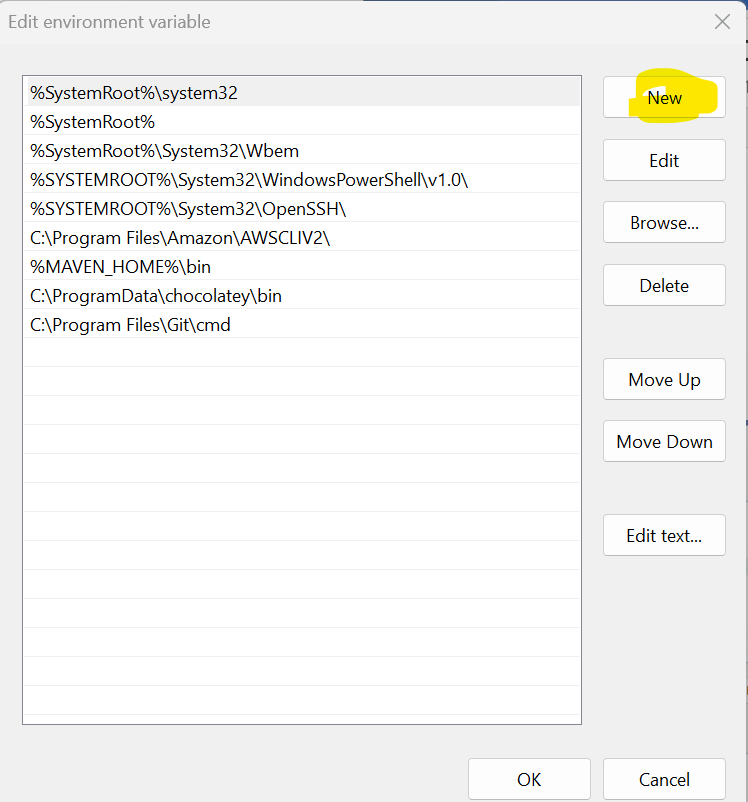 Edit environment variable
%SystemRoot%\system32
%SystemRoot%
%SystemRoot%\System32\Wbem
%SYSTEMROOT%\System32\WindowsPowerShell\v1.0\
%SYSTEMROOT%\System32\OpenSSH\
C:\Program Files\Amazon\AWSCLIV2\
%MAVEN_HOME%\bin
C:\ProgramData\chocolatey\bin
C:\Program Files\Git\cmd
New
Edit
Browse...
Delete
Move Up
Move Down
Edit text...
OK
Cancel